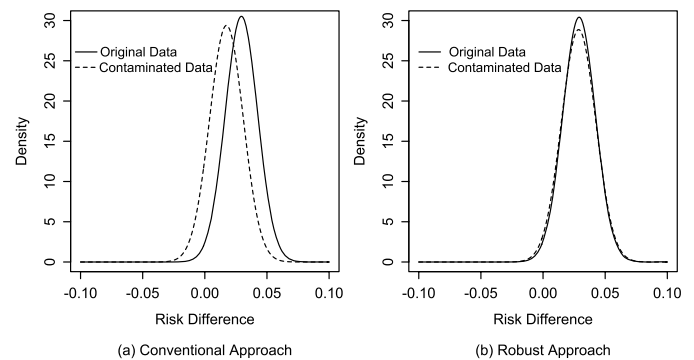 30
25
20
15
10
5
0
Density
Original Data
Contaminated Data
-0.10 -0.05 0.00 0.05 0.10
Risk Difference
(a) Conventional Approach
30
25
20
15
10
5
0
Density
Original Data
Contaminated Data
-0.10 -0.05 0.00 0.05 0.10
Risk Difference
(b) Robust Approach